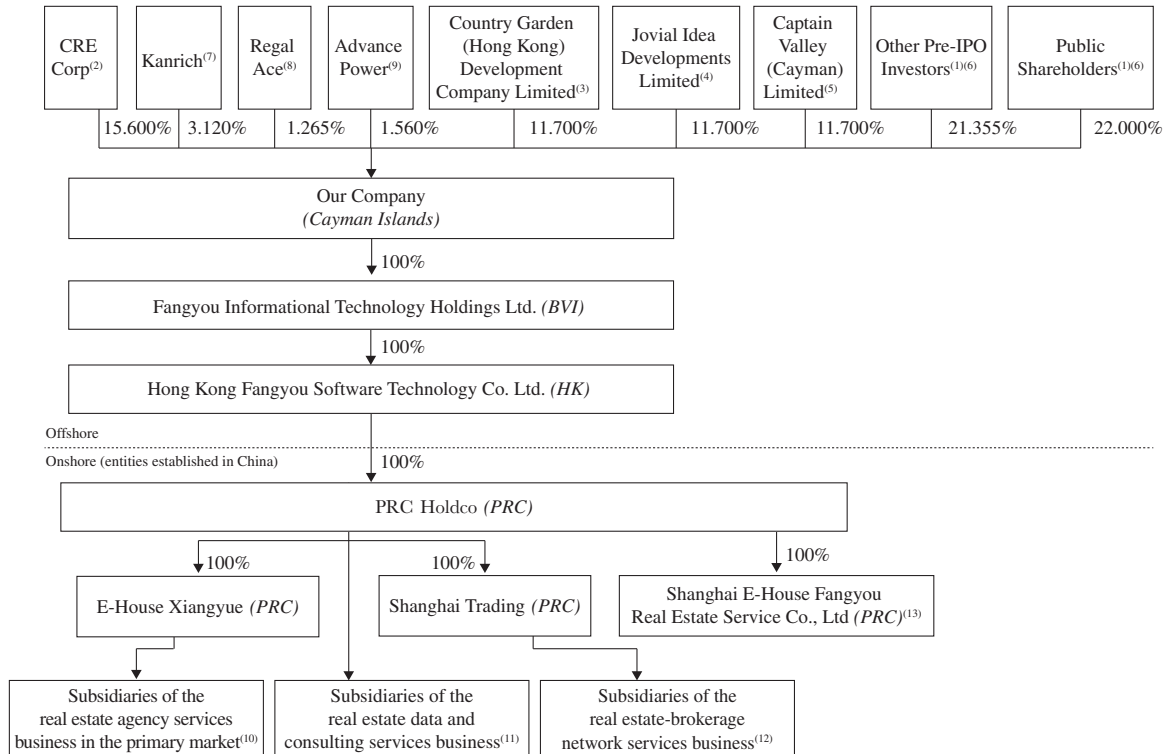 CRE
Corp(2)
Kanrich(7)
Regal
Ace(8)
Advance
Power(9)
Country Garden
(Hong Kong)
Development
Company Limited(3)
Jovial Idea
Developments
Limited(4)
Captain
Valley
(Cayman)
Limited(5)
Other Pre-IPO
Investors(1)(6)
Public
Shareholders(1)(6)
15.600%
3.120%
1.265%
1.560%
11.700%
11.700%
11.700%
21.355%
22.000%
Our Company
(Cayman Islands)
100%
Fangyou Informational Technology Holdings Ltd. (BVI)
100%
Hong Kong Fangyou Software Technology Co. Ltd. (HK)
Offshore
Onshore (entities established in China)
100%
PRC Holdco (PRC)
100%
100%
100%
E-House Xiangyue (PRC)
Shanghai Trading (PRC)
Shanghai E-House Fangyou
Real Estate Service Co., Ltd (PRC)(13)
Subsidiaries of the
real estate agency services
business in the primary market(10)
Subsidiaries of the
real estate data and
consulting services business(11)
Subsidiaries of the
real estate-brokerage
network services business(12)